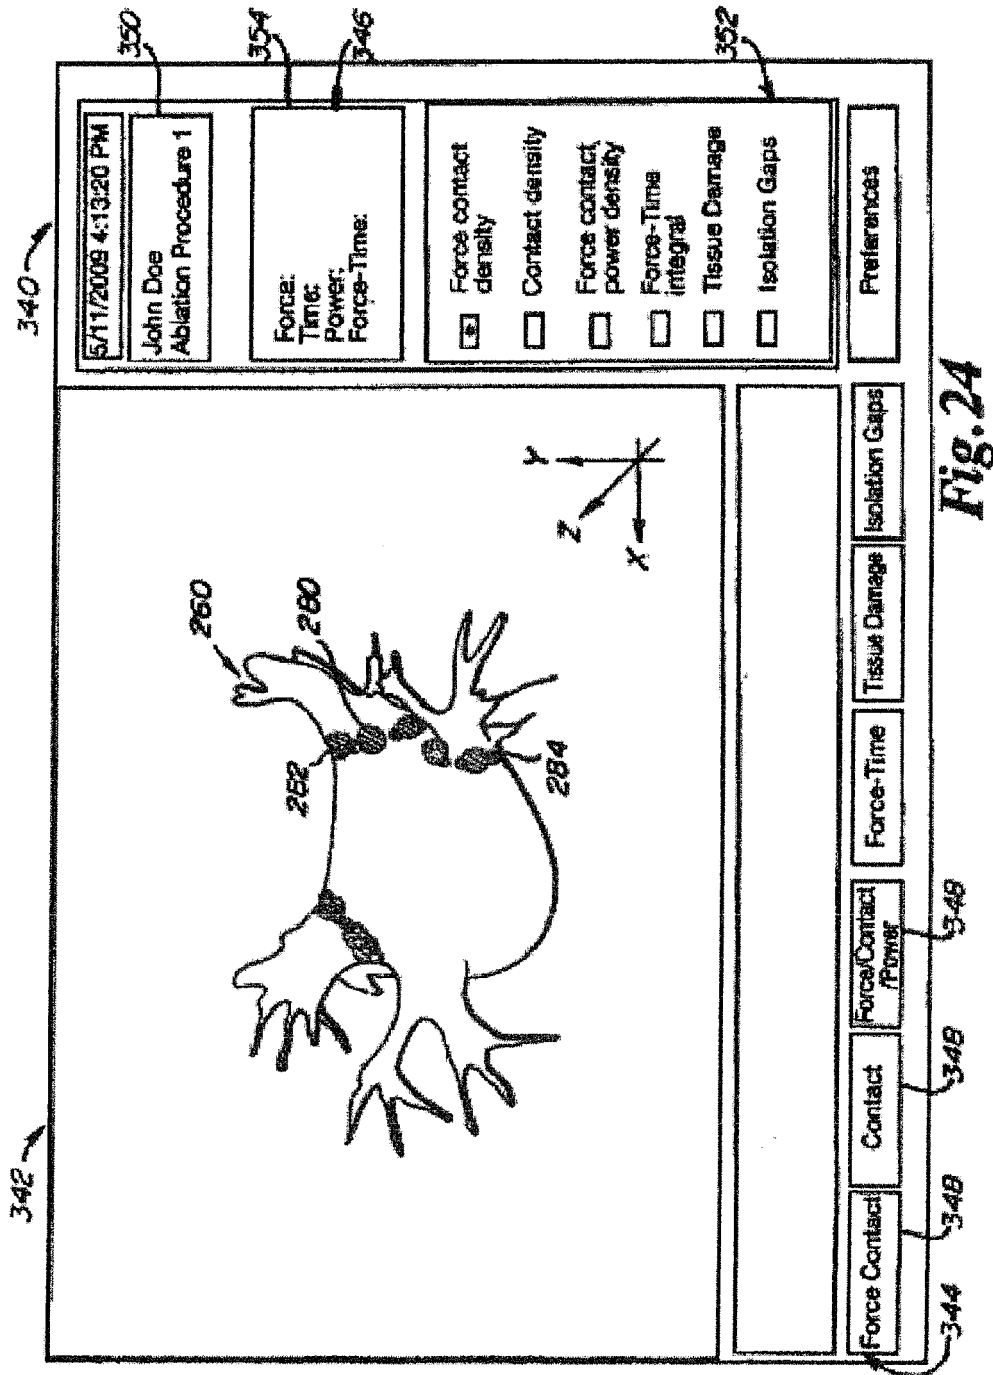 340
342
5/11/2009 4:13:20 PM
350
John Doe
Ablation Procedure 1
354
346
Force:
Time:
Power:
Force-Time:
352
Force contact
density
Contact density
Force contact
power density
Force-Time
integral
Tissue Damage
Isolation Gaps
260
280
282
284
Y
Z
X
Force Contact
Contact
Force/Contact
/Power
Force-Time
Tissue Damage
Isolation Gaps
Preferences
344
348
348
348
Fig. 24